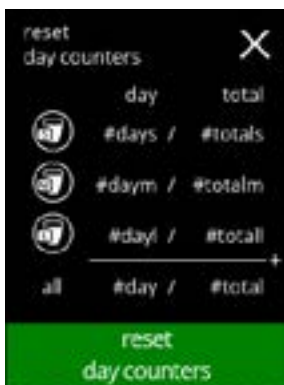 reset
day counters
day total
#days / #totals
#daym / #totalm
#dayl / #totall
+
all #day / #total
reset
day counters